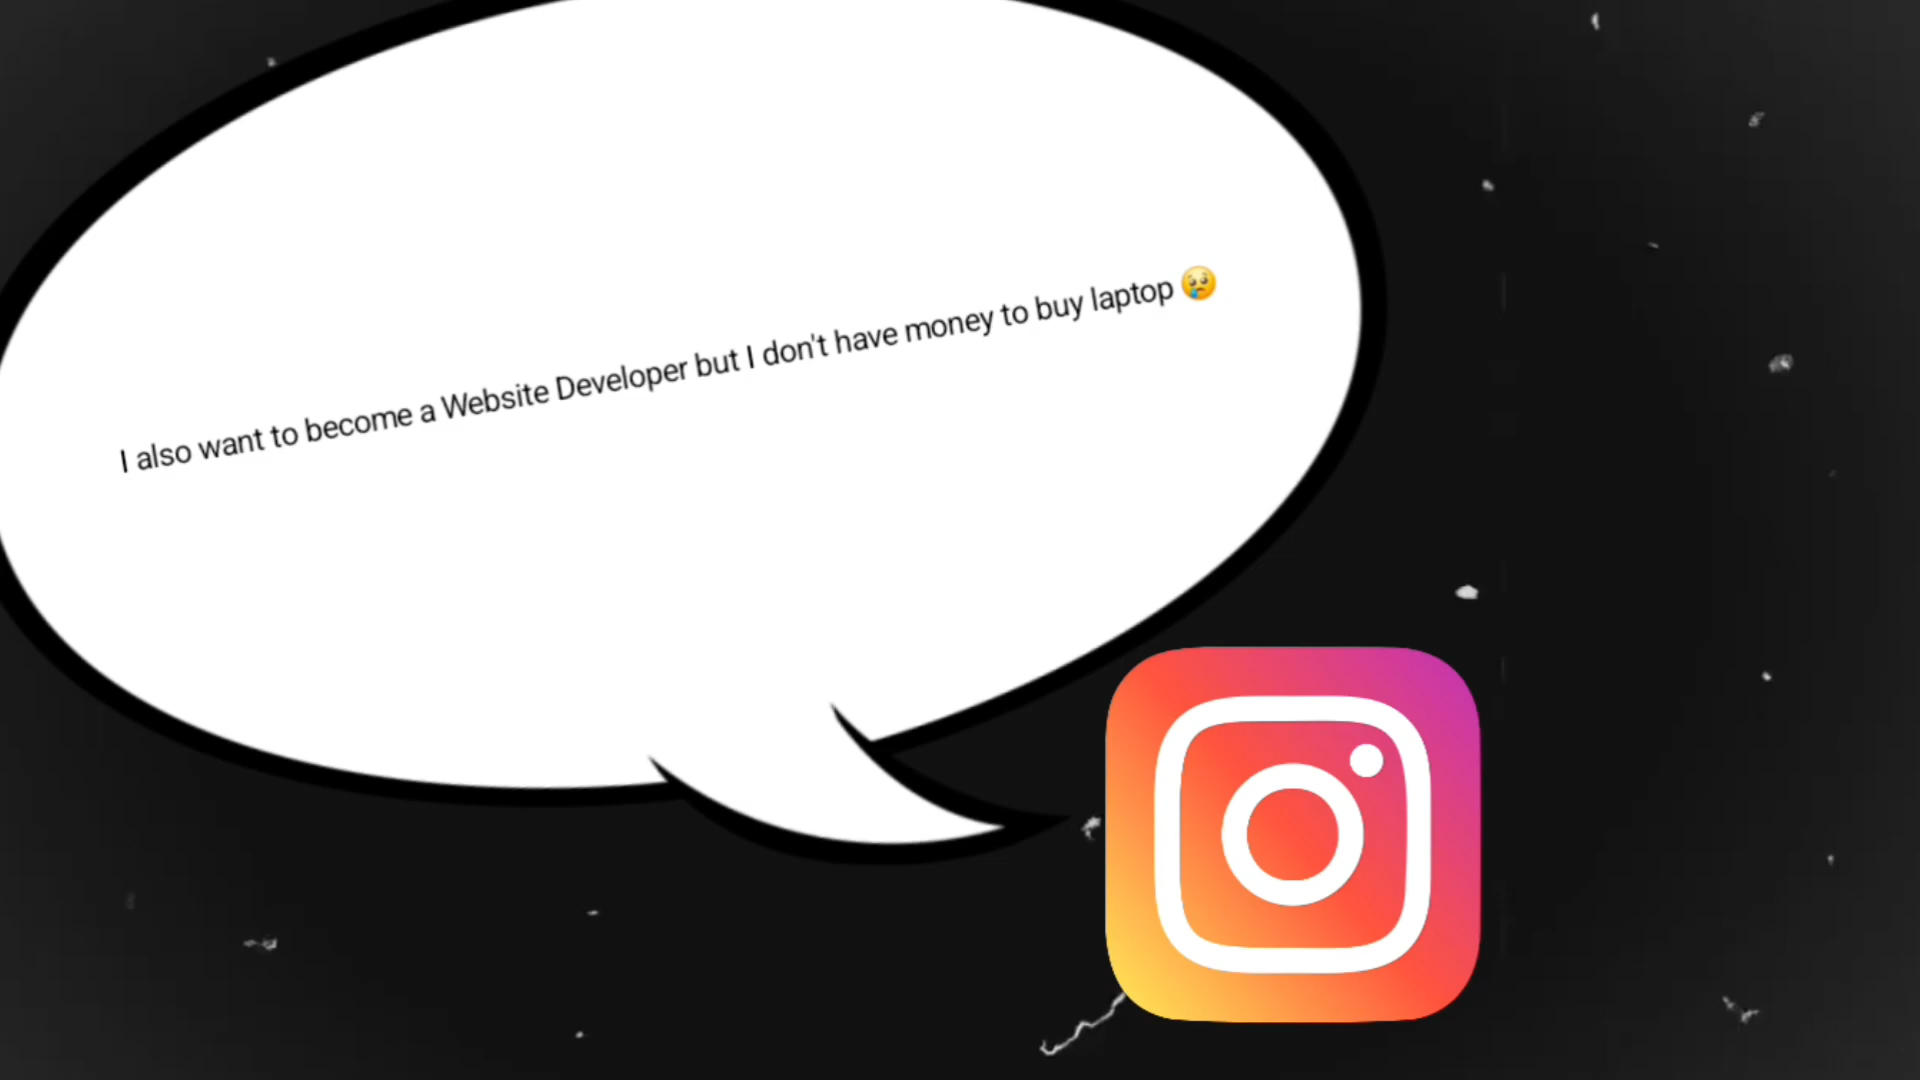 I also want to become a Website Developer but I don't have money to buy laptop 😢